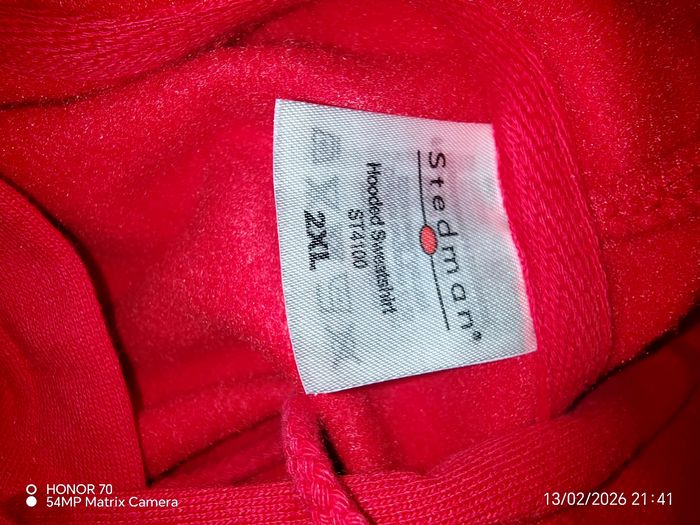 Stedman®
Hooded Sweatshirt
ST4100
2XL
HONOR 70
54MP Matrix Camera
13/02/2026 21:41